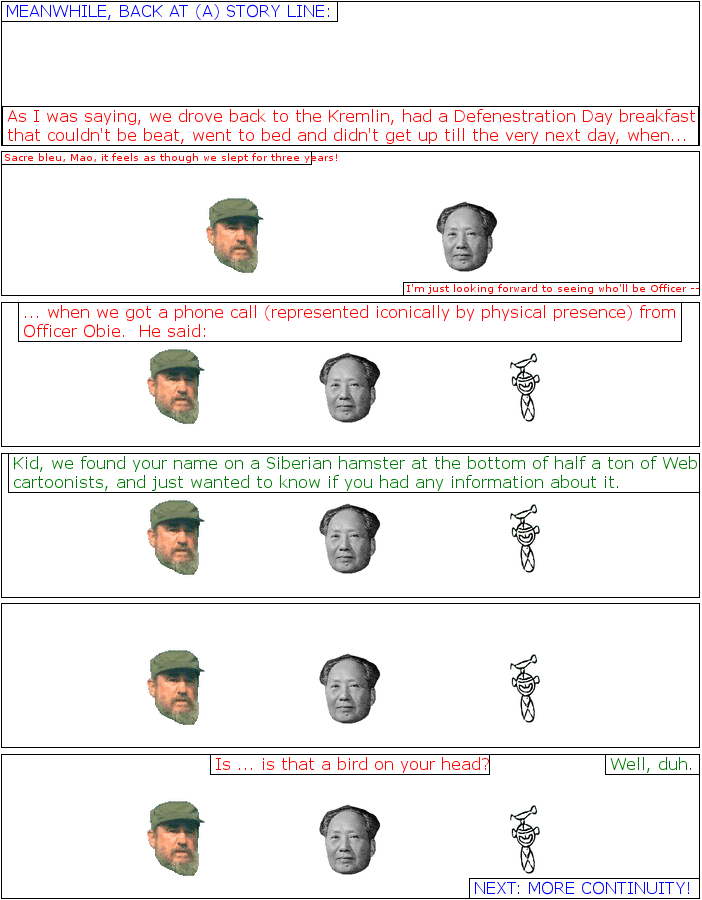 MEANWHILE, BACK AT (A) STORY LINE:
As I was saying, we drove back to the Kremlin, had a Defenestration Day breakfast
that couldn't be beat, went to bed and didn't get up till the very next day, when...
Sacre bleu, Mao, it feels as though we slept for three years!
I'm just looking forward to seeing who'll be Officer --
... when we got a phone call (represented iconically by physical presence) from
Officer Obie.  He said:
Kid, we found your name on a Siberian hamster at the bottom of half a ton of Web
cartoonists, and just wanted to know if you had any information about it.
Is ... is that a bird on your head?
Well, duh.
NEXT: MORE CONTINUITY!